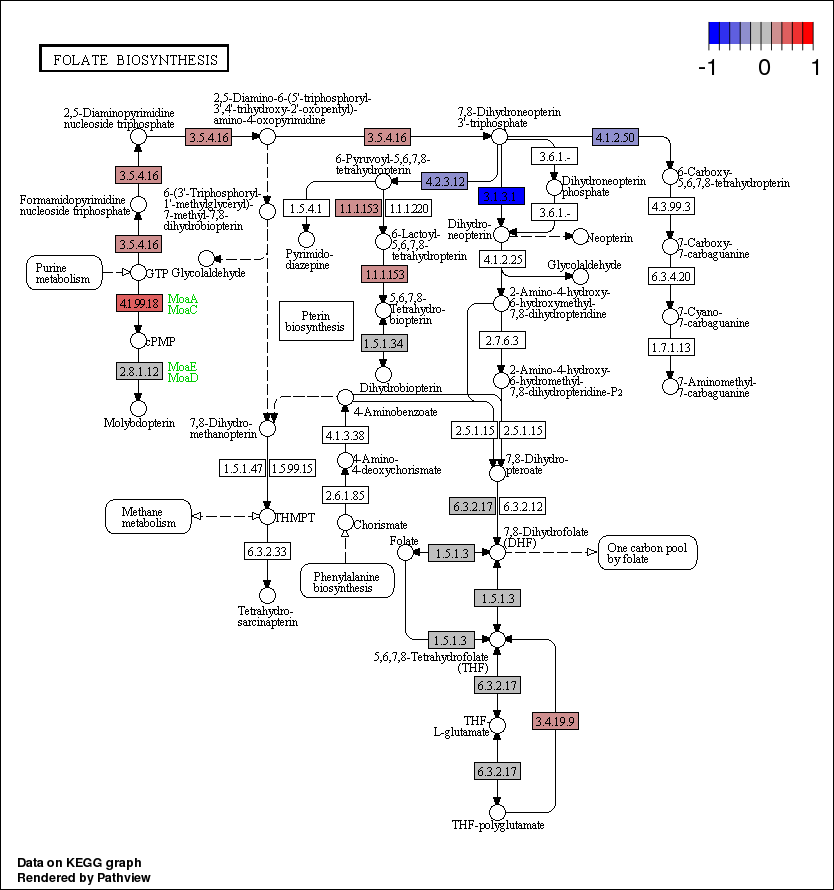 FOLATE BIOSYNTHESIS
-1 0 1
2,5-Diaminopyrimidine
nucleoside triphosphate
2,5-Diamino-6-(5'-triphosphoryl-
3',4'-trihydroxy-2'-oxopentyl)-
amino-4-oxopyrimidine
7,8-Dihydroneopterin
3'-triphosphate
3.5.4.16
3.5.4.16
4.1.2.50
3.6.1.-
6-Pyruvoyl-5,6,7,8-
tetrahydropterin
3.5.4.16
4.2.3.12
6-Carboxy-
5,6,7,8-tetrahydropterin
Dihydroneopterin
phosphate
Formamidopyrimidine
nucleoside triphosphate
6-(3'-Triphosphoryl-
1'-methylglyceryl)-
7-methyl-7,8-
dihydrobiopterin
1.5.4.1
1.1.1.153
1.1.1.220
3.6.1.-
4.3.99.3
3.5.4.16
6-Lactoyl-
5,6,7,8-
tetrahydropterin
Dihydro-
neopterin
Neopterin
7-Carboxy-
7-carbaguanine
Pyrimido-
diazepine
4.1.2.25
Purine
metabolism
GTP
Glycolaldehyde
1.1.1.153
Glycolaldehyde
6.3.4.20
4.1.99.18
MoaA
MoaC
5,6,7,8-
Tetrahydro-
biopterin
2-Amino-4-hydroxy-
6-hydroxymethyl-
7,8-dihydropteridine
Pterin
biosynthesis
7-Cyano-
7-carbaguanine
cPMP
1.5.1.34
2.7.6.3
1.7.1.13
2.8.1.12
MoaE
MoaD
Dihydrobiopterin
2-Amino-4-hydroxy-
6-hydromethyl-
7,8-dihydropteridine-P2
7-Aminomethyl-
7-carbaguanine
Molybdopterin
4-Aminobenzoate
7,8-Dihydro-
methanopterin
4.1.3.38
2.5.1.15
2.5.1.15
1.5.1.47
1.5.99.15
4-Amino-
4-deoxychorismate
7,8-Dihydro-
pteroate
2.6.1.85
6.3.2.17
6.3.2.12
Methane
metabolism
THMPT
Chorismate
6.3.2.33
Folate
7,8-Dihydrofolate
(DHF)
1.5.1.3
One carbon pool
by folate
Phenylalanine
biosynthesis
1.5.1.3
Tetrahydro-
sarcinapterin
1.5.1.3
5,6,7,8-Tetrahydrofolate
(THF)
6.3.2.17
THF-
L-glutamate
3.4.19.9
6.3.2.17
THF-polyglutamate
Data on KEGG graph
Rendered by Pathview